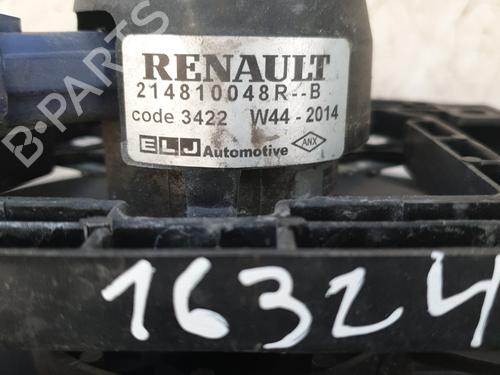 B-PARTS
RENAULT
214810048R--B
code 3422 W44-2014
ELJ Automotive ANX
16324